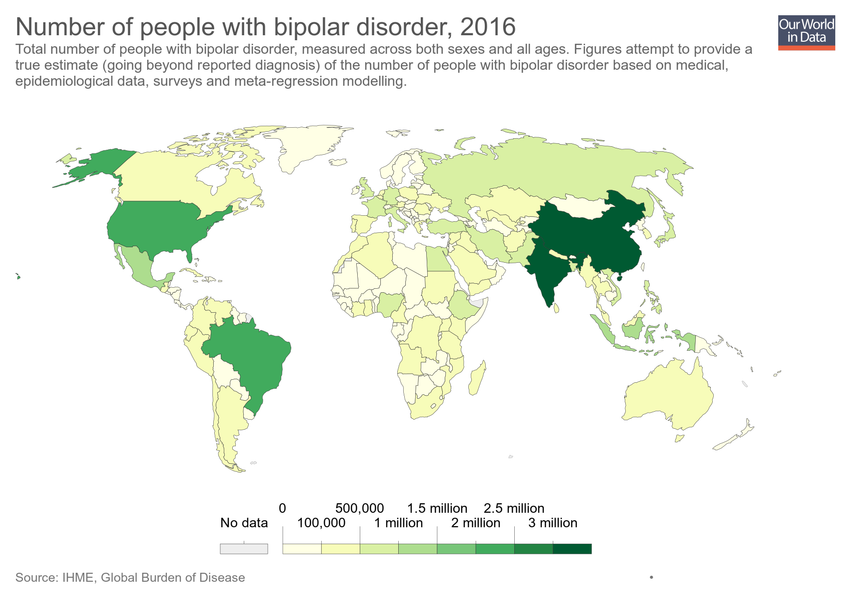 Number of people with bipolar disorder, 2016
Our World
in Data
Total number of people with bipolar disorder, measured across both sexes and all ages. Figures attempt to provide a
true estimate (going beyond reported diagnosis) of the number of people with bipolar disorder based on medical,
epidemiological data, surveys and meta-regression modelling.
0 500,000 1.5 million 2.5 million
No data 100,000 1 million 2 million 3 million
Source: IHME, Global Burden of Disease